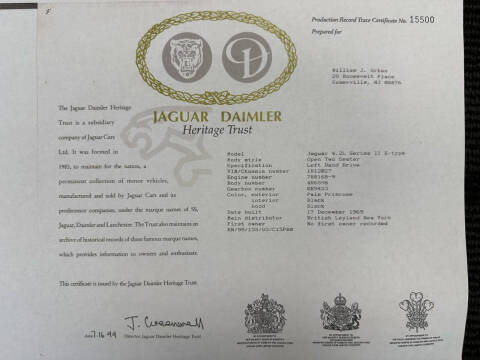 Production Record Trace Certificate No. 15500
Prepared for
William J.
20 Roosevelt Place
Somerville, NJ
D
JAGUAR DAIMLER
Heritage Trust
The Jaguar Daimler Heritage
Trust is a subsidiary
company of Jaguar Cars
Ltd. It was formed in
1983, to maintain for the nation, a
permanent collection of motor vehicles,
manufactured and sold by Jaguar Cars and its
predecessor companies, under the marque names of SS,
Jaguar, Daimler and Lanchester. The Trust also maintains an
archive of historical records of these famous marque names,
which provides information to owners and enthusiasts.
This certificate is issued by the Jaguar Daimler Heritage Trust.
Model Jaguar 4.2L Series II E-type
Body style Open Two Seater
Specification Left Hand Drive
VIN/Chassis number
Engine number
Body number
Gearbox number
Color, exterior Pale Primrose
interior Black
hood Black
Date built 17 December 1969
Main distributor British Leyland New York
First owner No first owner recorded
Date 7-16-99
Director Jaguar Daimler Heritage Trust